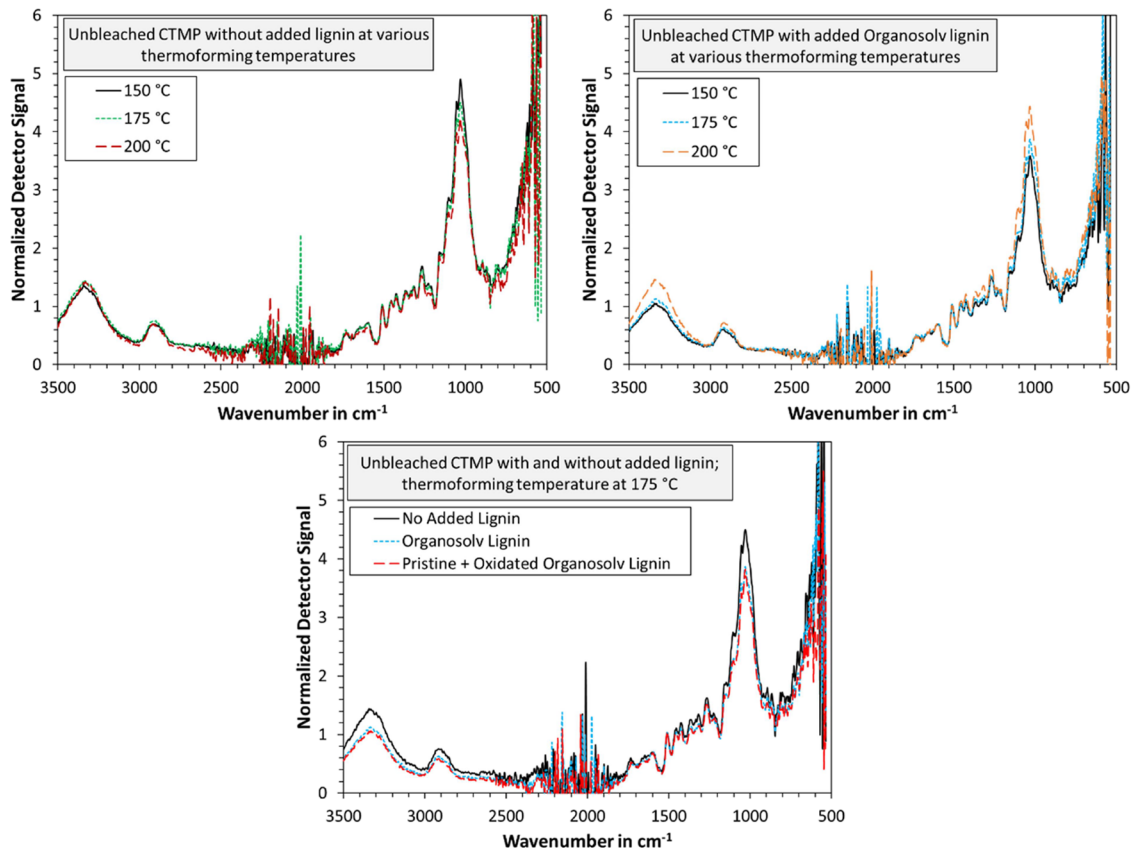 Unbleached CTMP without added lignin at various
thermoforming temperatures
150 °C
175 °C
200 °C
Normalized Detector Signal
6
5
4
3
2
1
0
3500 3000 2500 2000 1500 1000 500
Wavenumber in cm⁻¹
Unbleached CTMP with added Organosolv lignin
at various thermoforming temperatures
150 °C
175 °C
200 °C
Normalized Detector Signal
6
5
4
3
2
1
0
3500 3000 2500 2000 1500 1000 500
Wavenumber in cm⁻¹
Unbleached CTMP with and without added lignin;
thermoforming temperature at 175 °C
No Added Lignin
Organosolv Lignin
Pristine + Oxidated Organosolv Lignin
Normalized Detector Signal
6
5
4
3
2
1
0
3500 3000 2500 2000 1500 1000 500
Wavenumber in cm⁻¹